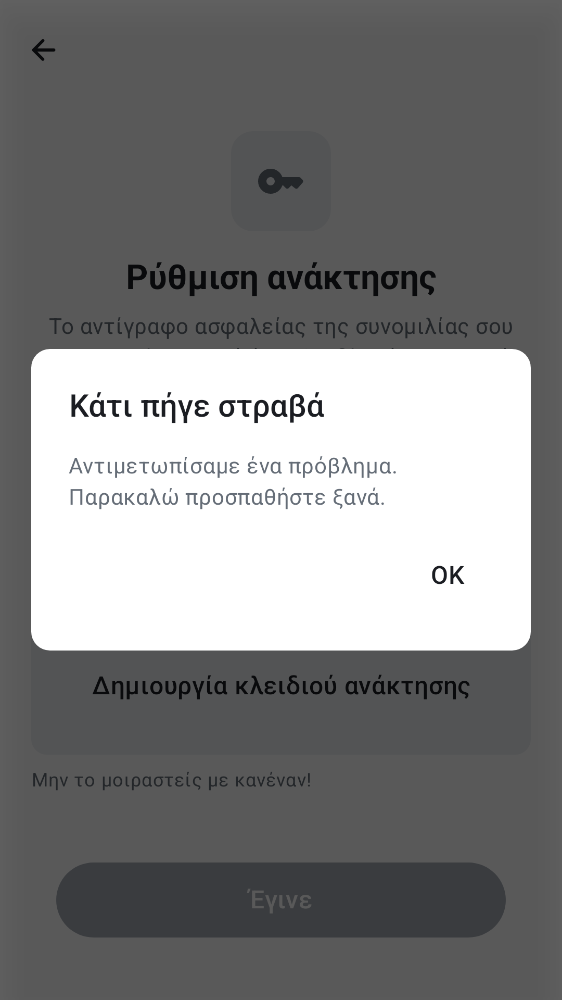 Ρύθμιση ανάκτησης
Το αντίγραφο ασφαλείας της συνομιλίας σου
Κάτι πήγε στραβά
Αντιμετωπίσαμε ένα πρόβλημα.
Παρακαλώ προσπαθήστε ξανά.
OK
Δημιουργία κλειδιού ανάκτησης
Μην το μοιραστείς με κανέναν!
Έγινε